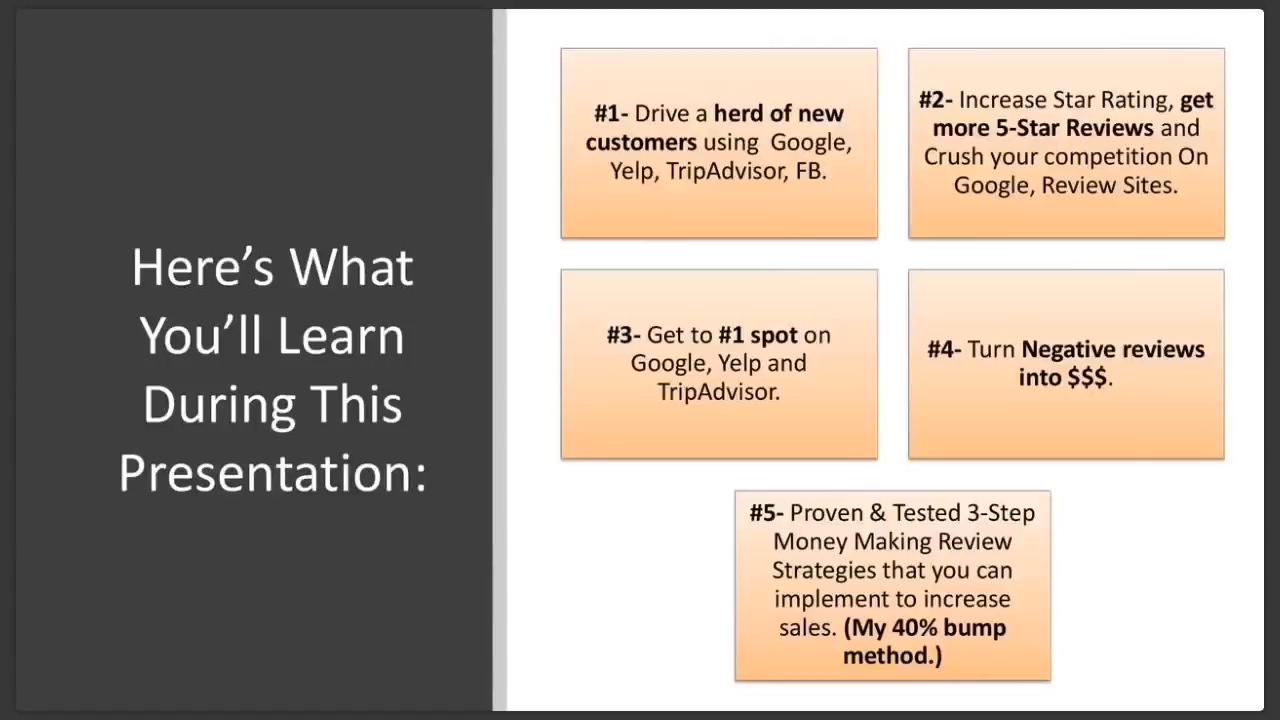 Here’s What
You’ll Learn
During This
Presentation:
#1- Drive a herd of new
customers using Google,
Yelp, TripAdvisor, FB.
#2- Increase Star Rating, get
more 5-Star Reviews and
Crush your competition On
Google, Review Sites.
#3- Get to #1 spot on
Google, Yelp and
TripAdvisor.
#4- Turn Negative reviews
into $$$.
#5- Proven & Tested 3-Step
Money Making Review
Strategies that you can
implement to increase
sales. (My 40% bump
method.)